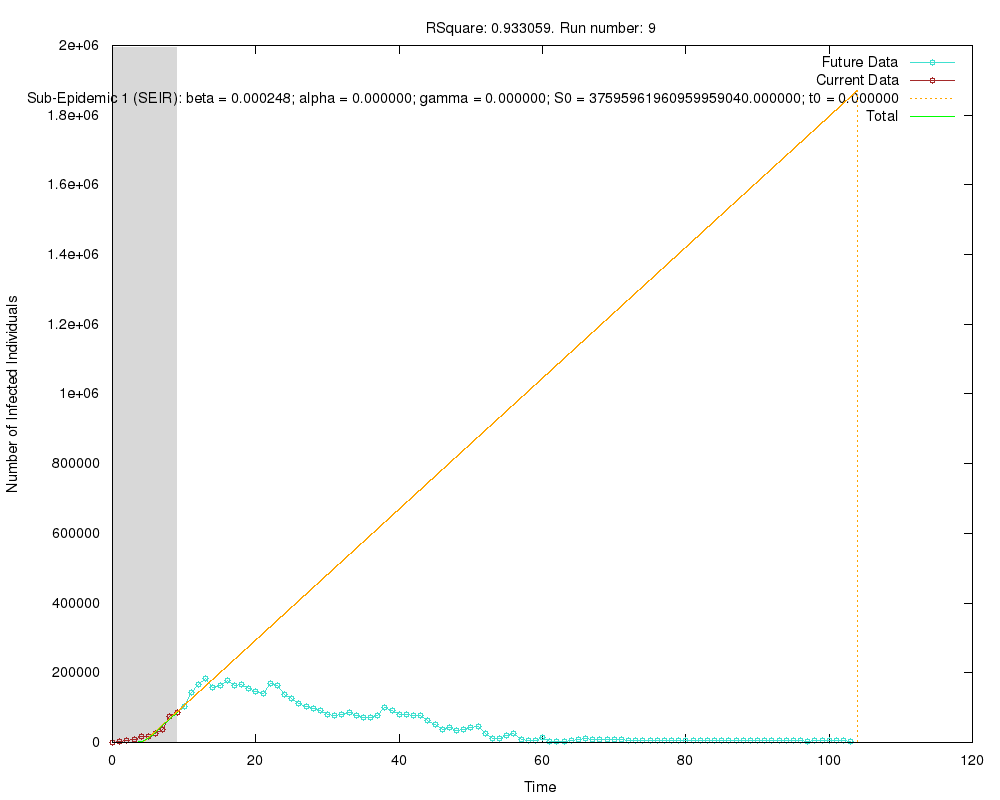 RSquare: 0.933059. Run number: 9
2e+06
1.8e+06
1.6e+06
1.4e+06
1.2e+06
1e+06
800000
600000
400000
200000
0
Number of Infected Individuals
Future Data
Current Data
Sub-Epidemic 1 (SEIR): beta = 0.000248; alpha = 0.000000; gamma = 0.000000; S0 = 37595961960959959040.000000; t0 = 0.000000
Total
0 20 40 60 80 100 120
Time